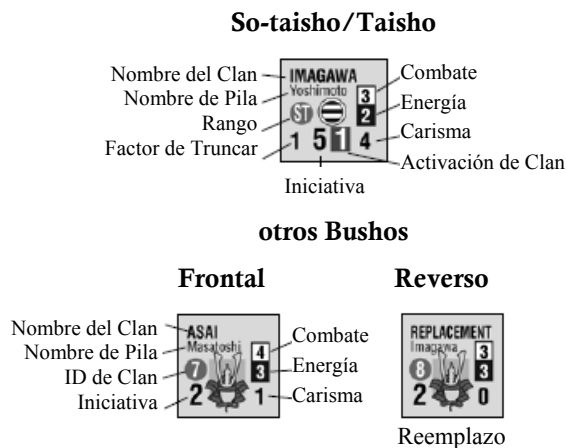 So-taisho/Taisho
Nombre del Clan
Nombre de Pila
Rango
Factor de Truncar
IMAGAWA
Yoshimoto
3
ST
2
1 5 1 4
Combate
Energía
Carisma
Activación de Clan
Iniciativa
otros Bushos
Frontal
Reverso
Nombre del Clan
Nombre de Pila
ID de Clan
Iniciativa
ASAI
Masatoshi
4
7
3
2 1
Combate
Energía
Carisma
REPLACEMENT
Imagawa
3
8
3
2 0
Reemplazo